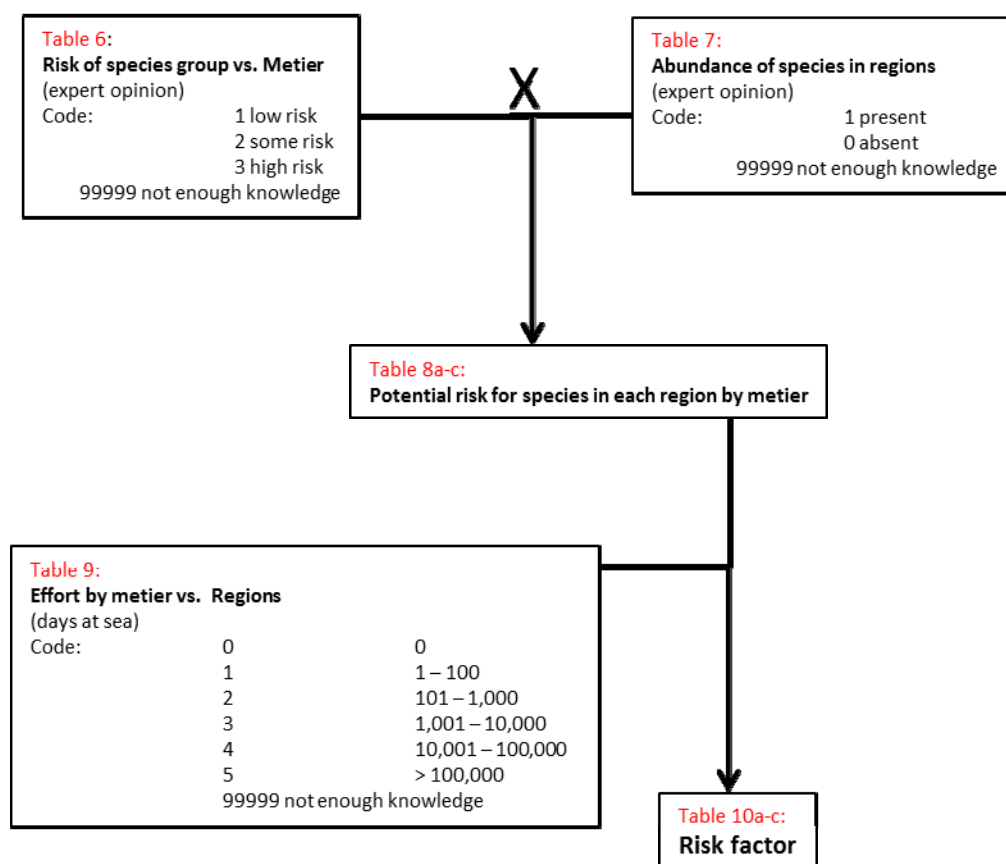 Table 6:
Risk of species group vs. Metier
(expert opinion)
Code: 1 low risk
2 some risk
3 high risk
99999 not enough knowledge
X
Table 7:
Abundance of species in regions
(expert opinion)
Code: 1 present
0 absent
99999 not enough knowledge
Table 8a-c:
Potential risk for species in each region by metier
Table 9:
Effort by metier vs. Regions
(days at sea)
Code: 0 0
1 1 – 100
2 101 – 1,000
3 1,001 – 10,000
4 10,001 – 100,000
5 > 100,000
99999 not enough knowledge
Table 10a-c:
Risk factor